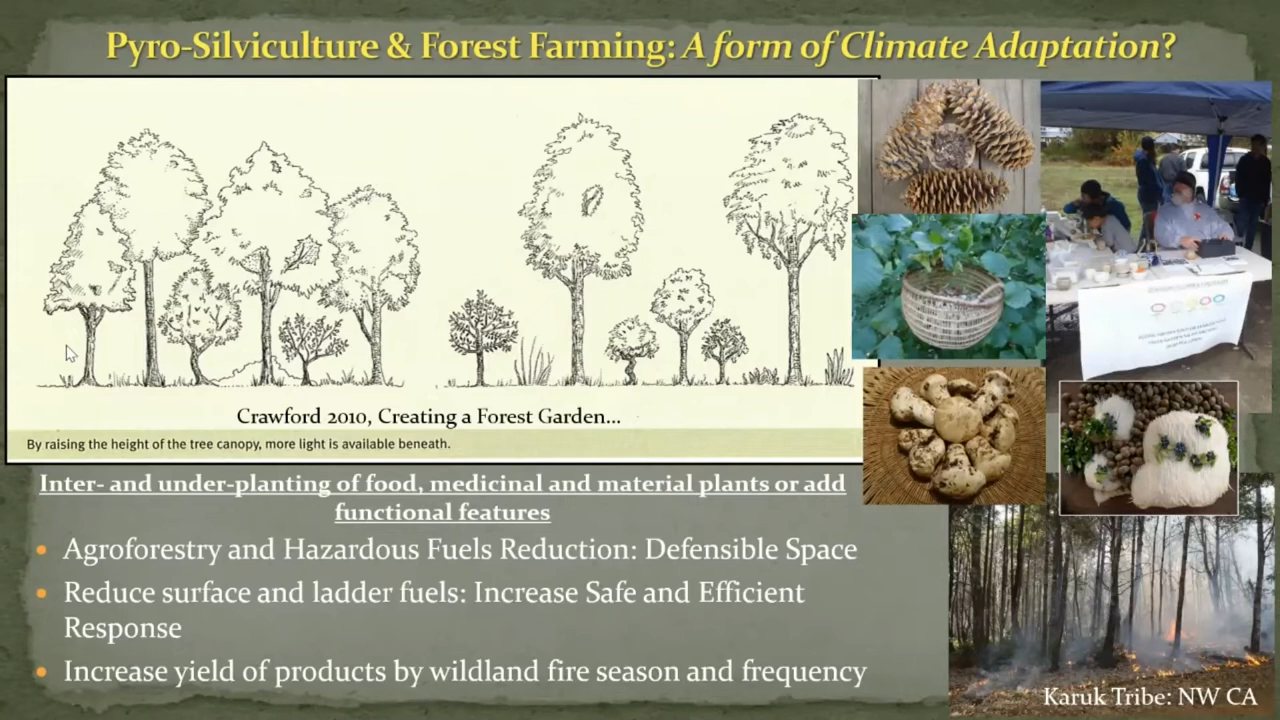 Pyro-Silviculture & Forest Farming: A form of Climate Adaptation?
Crawford 2010, Creating a Forest Garden...
By raising the height of the tree canopy, more light is available beneath.
Inter- and under-planting of food, medicinal and material plants or add
functional features
• Agroforestry and Hazardous Fuels Reduction: Defensible Space
• Reduce surface and ladder fuels: Increase Safe and Efficient
Response
• Increase yield of products by wildland fire season and frequency
Karuk Tribe: NW CA